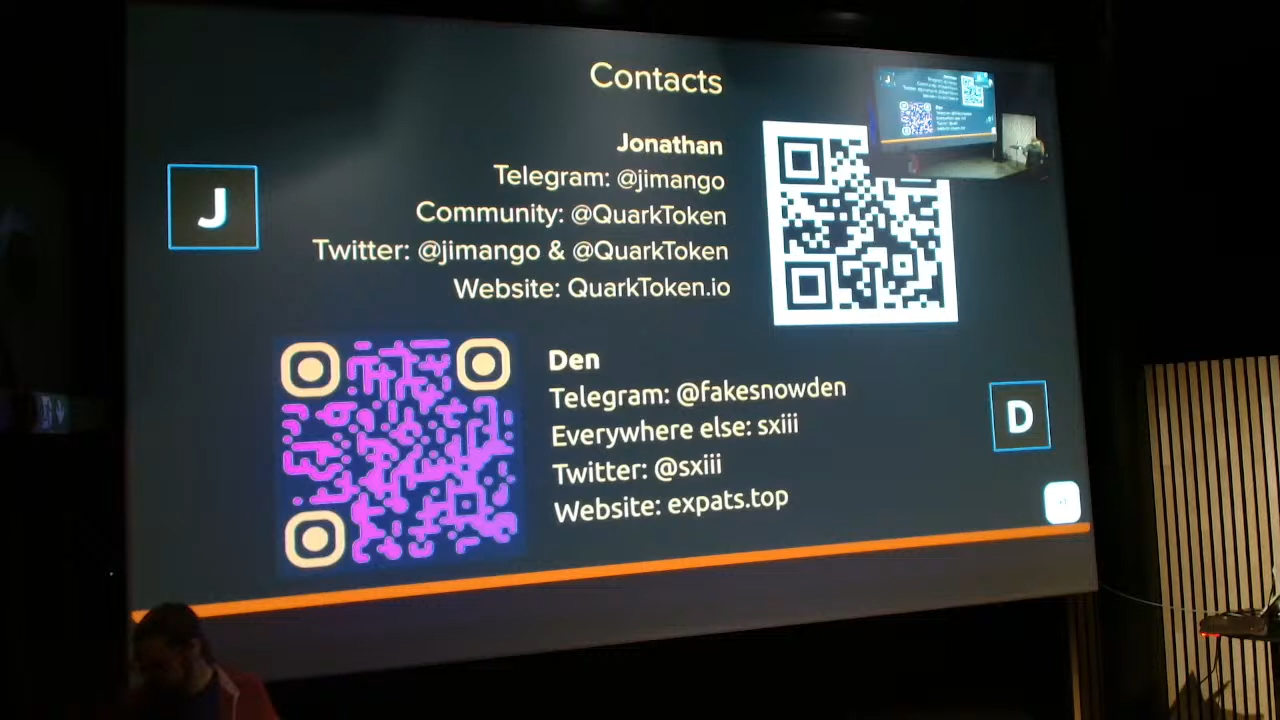 Contacts
Jonathan
Telegram: @jimango
Community: @QuarkToken
Twitter: @jimango & @QuarkToken
Website: QuarkToken.io
J
Den
Telegram: @fakesnowden
Everywhere else: sxiii
Twitter: @sxiii
Website: expats.top
D